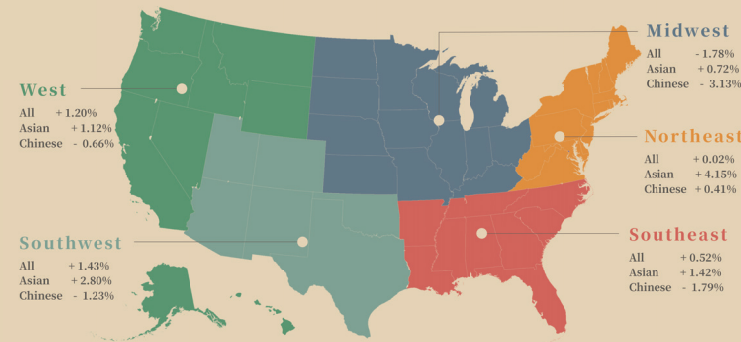 West
All + 1.20%
Asian + 1.12%
Chinese - 0.66%
Southwest
All + 1.43%
Asian + 2.80%
Chinese - 1.23%
Midwest
All - 1.78%
Asian + 0.72%
Chinese - 3.13%
Northeast
All + 0.02%
Asian + 4.15%
Chinese + 0.41%
Southeast
All + 0.52%
Asian + 1.42%
Chinese - 1.79%